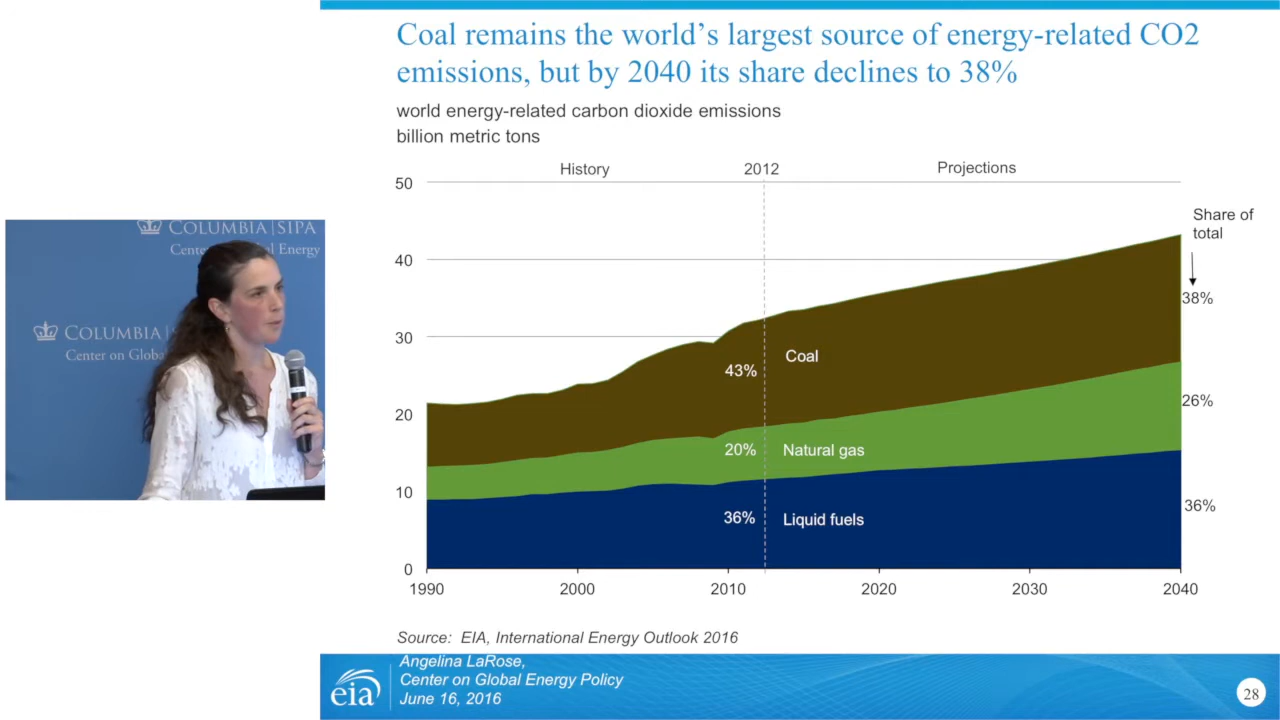 Coal remains the world's largest source of energy-related CO2
emissions, but by 2040 its share declines to 38%
world energy-related carbon dioxide emissions
billion metric tons
History
2012
Projections
50
40
30
20
10
0
Share of
total
38%
26%
36%
43%
Coal
20%
Natural gas
36%
Liquid fuels
1990
2000
2010
2020
2030
2040
Source: EIA, International Energy Outlook 2016
eia
Angelina LaRose,
Center on Global Energy Policy
June 16, 2016
28
COLUMBIA | SIPA
Energy
COLUMBIA
Center on